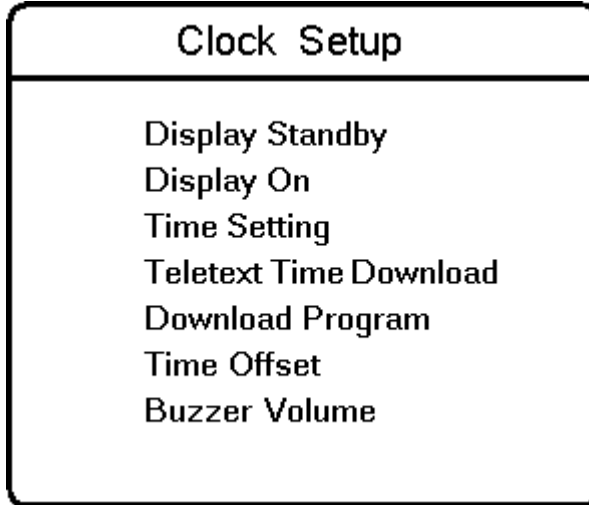 Clock Setup
Display Standby
Display On
Time Setting
Teletext Time Download
Download Program
Time Offset
Buzzer Volume